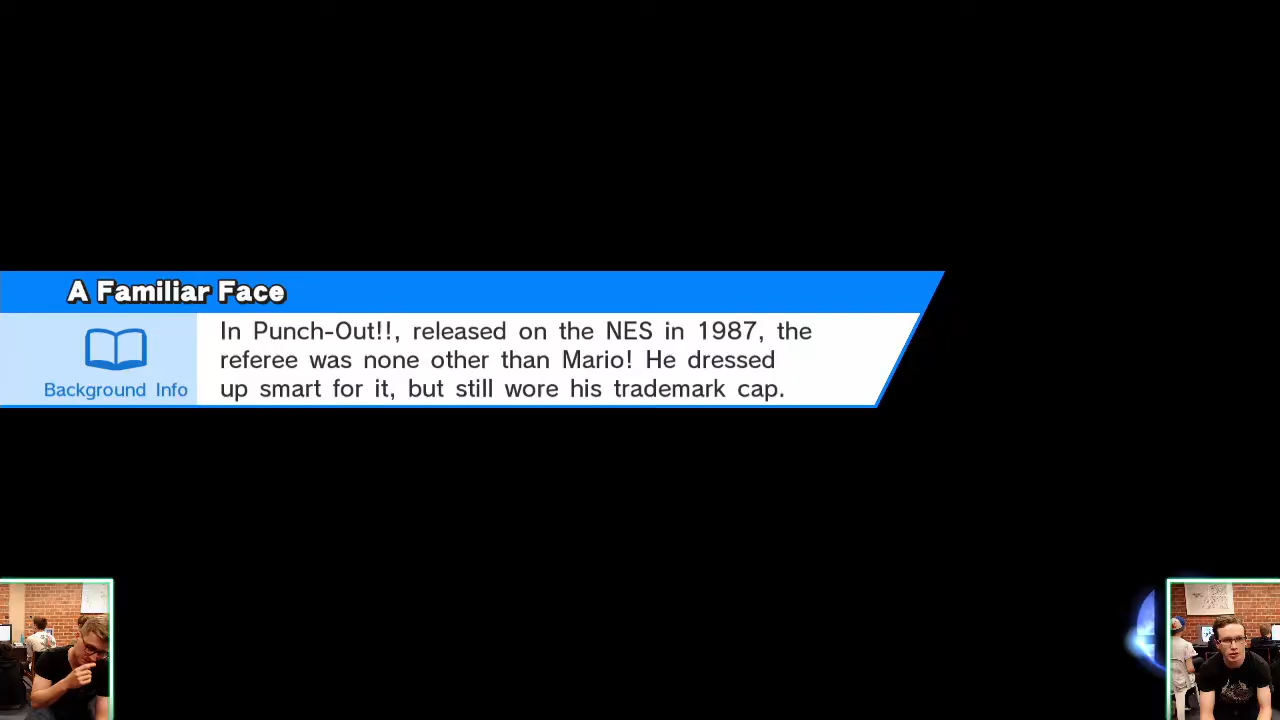 A Familiar Face
In Punch-Out!!, released on the NES in 1987, the
referee was none other than Mario! He dressed
up smart for it, but still wore his trademark cap.
Background Info